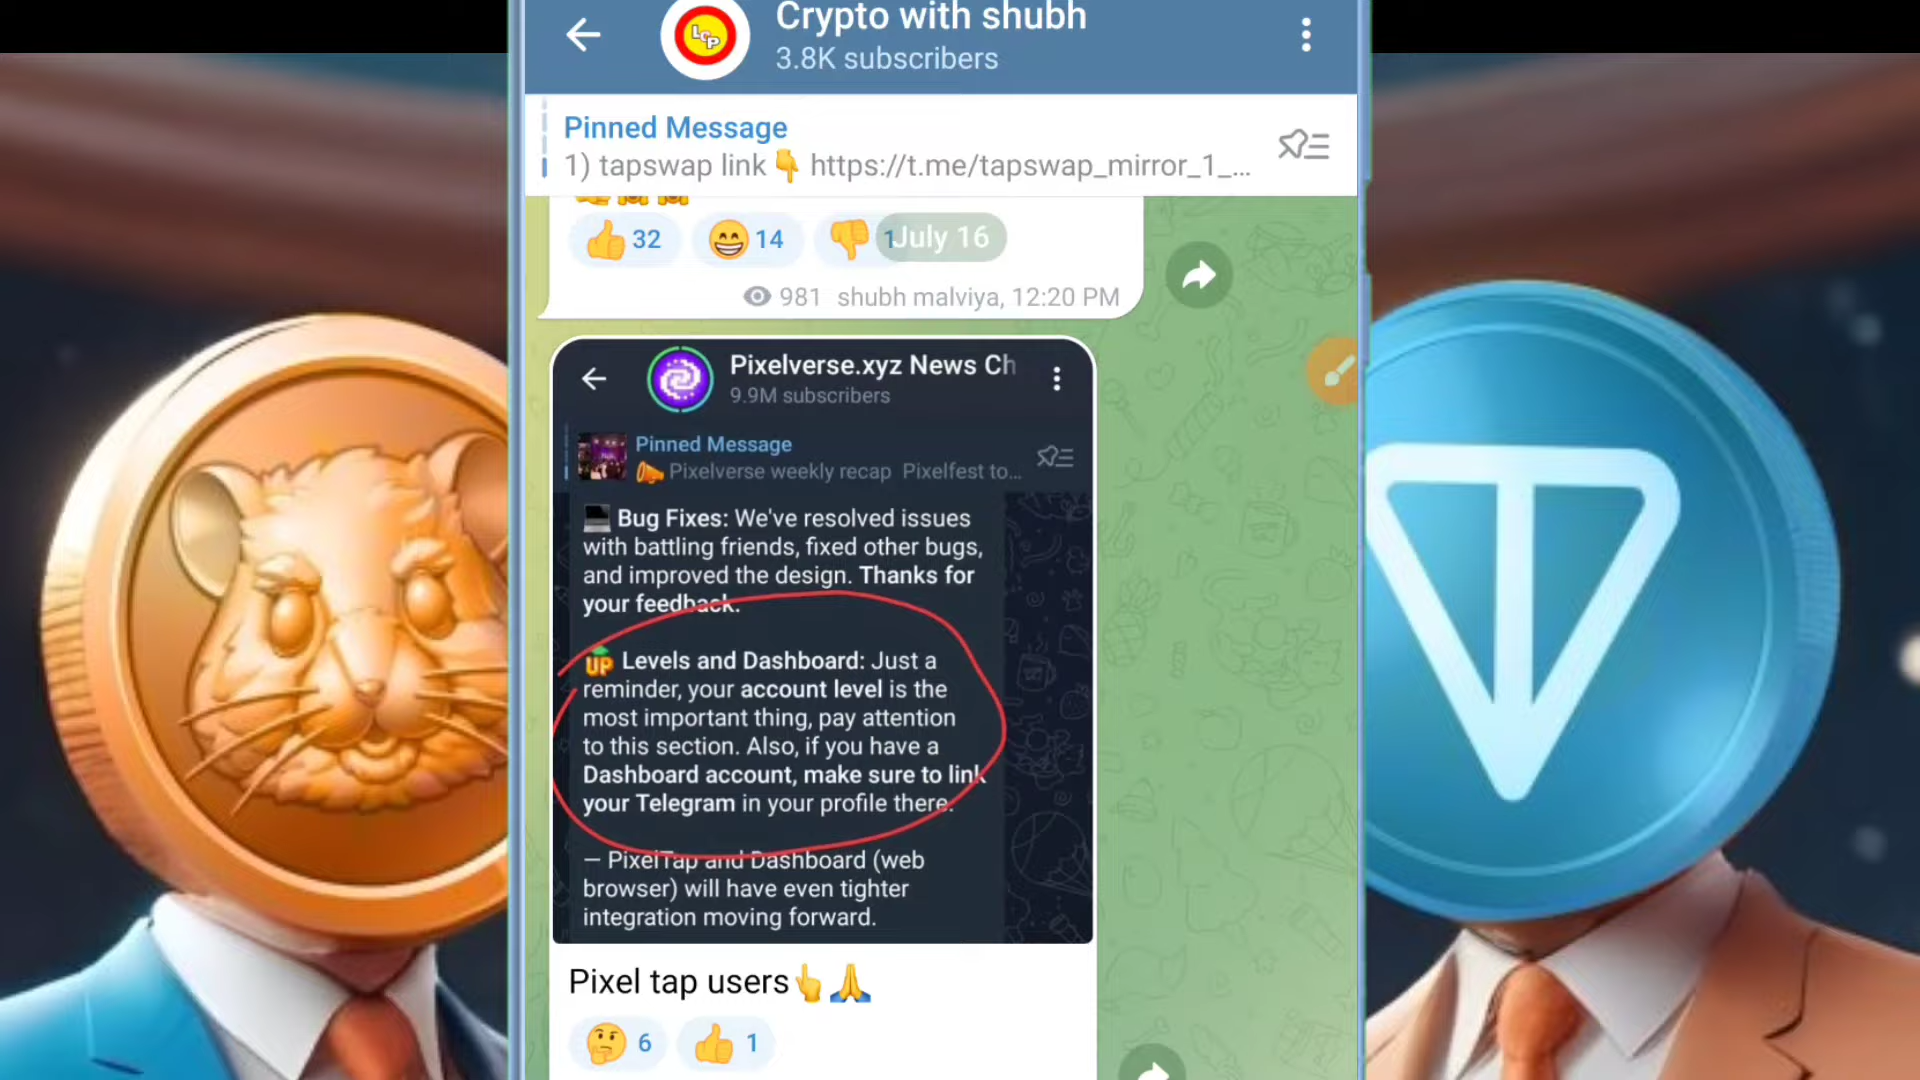 Crypto with shubh
3.8K subscribers
Pinned Message
1) tapswap link👇 https://t.me/tapswap_mirror_1_...
👍 32 😄 14 👎 1
July 16
981 shubh malviya, 12:20 PM
Pixelverse.xyz News Ch
9.9M subscribers
Pinned Message
📣 Pixelverse weekly recap Pixelfest to...
💻 Bug Fixes: We've resolved issues
with battling friends, fixed other bugs,
and improved the design. Thanks for
your feedback.
🆙 Levels and Dashboard: Just a
reminder, your account level is the
most important thing, pay attention
to this section. Also, if you have a
Dashboard account, make sure to link
your Telegram in your profile there.
— PixelTap and Dashboard (web
browser) will have even tighter
integration moving forward.
Pixel tap users👆🙏
🤔 6 👍 1
LCP